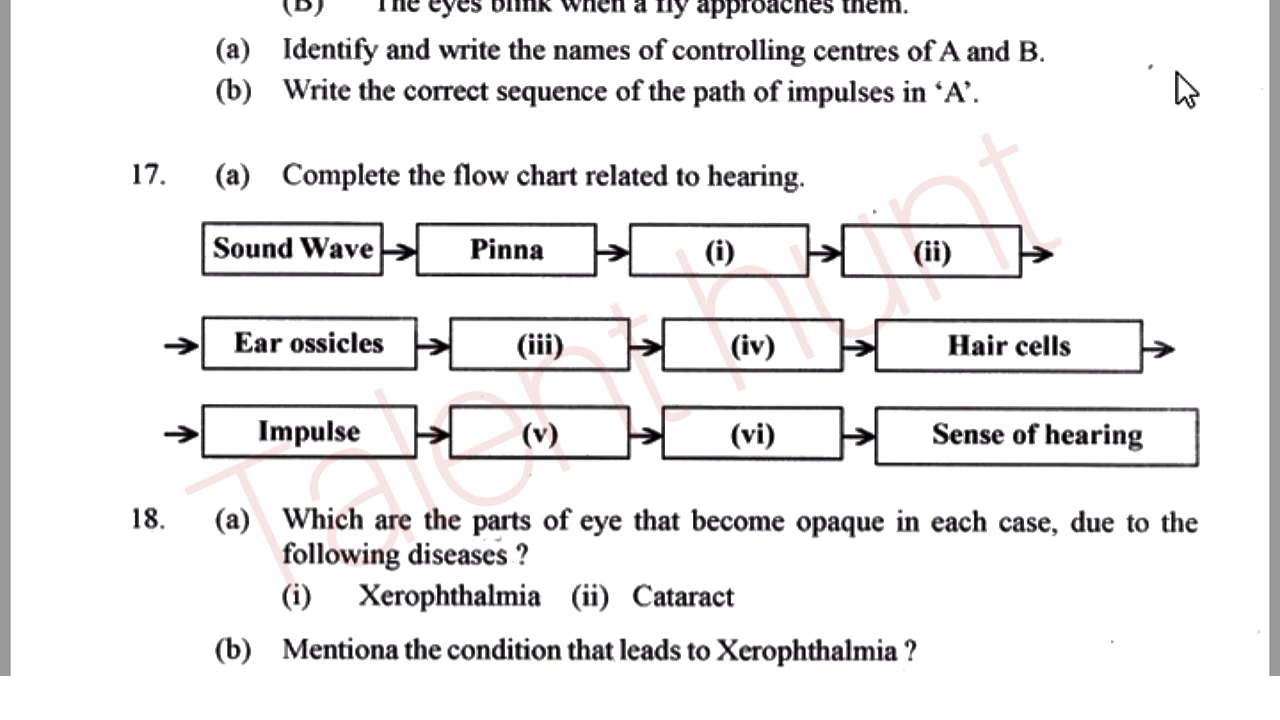 (B) The eyes blink when a fly approaches them.
(a) Identify and write the names of controlling centres of A and B.
(b) Write the correct sequence of the path of impulses in ‘A’.
17. (a) Complete the flow chart related to hearing.
Sound Wave Pinna (i) (ii)
Ear ossicles (iii) (iv) Hair cells
Impulse (v) (vi) Sense of hearing
Talent hunt
18. (a) Which are the parts of eye that become opaque in each case, due to the
following diseases ?
(i) Xerophthalmia (ii) Cataract
(b) Mentiona the condition that leads to Xerophthalmia ?